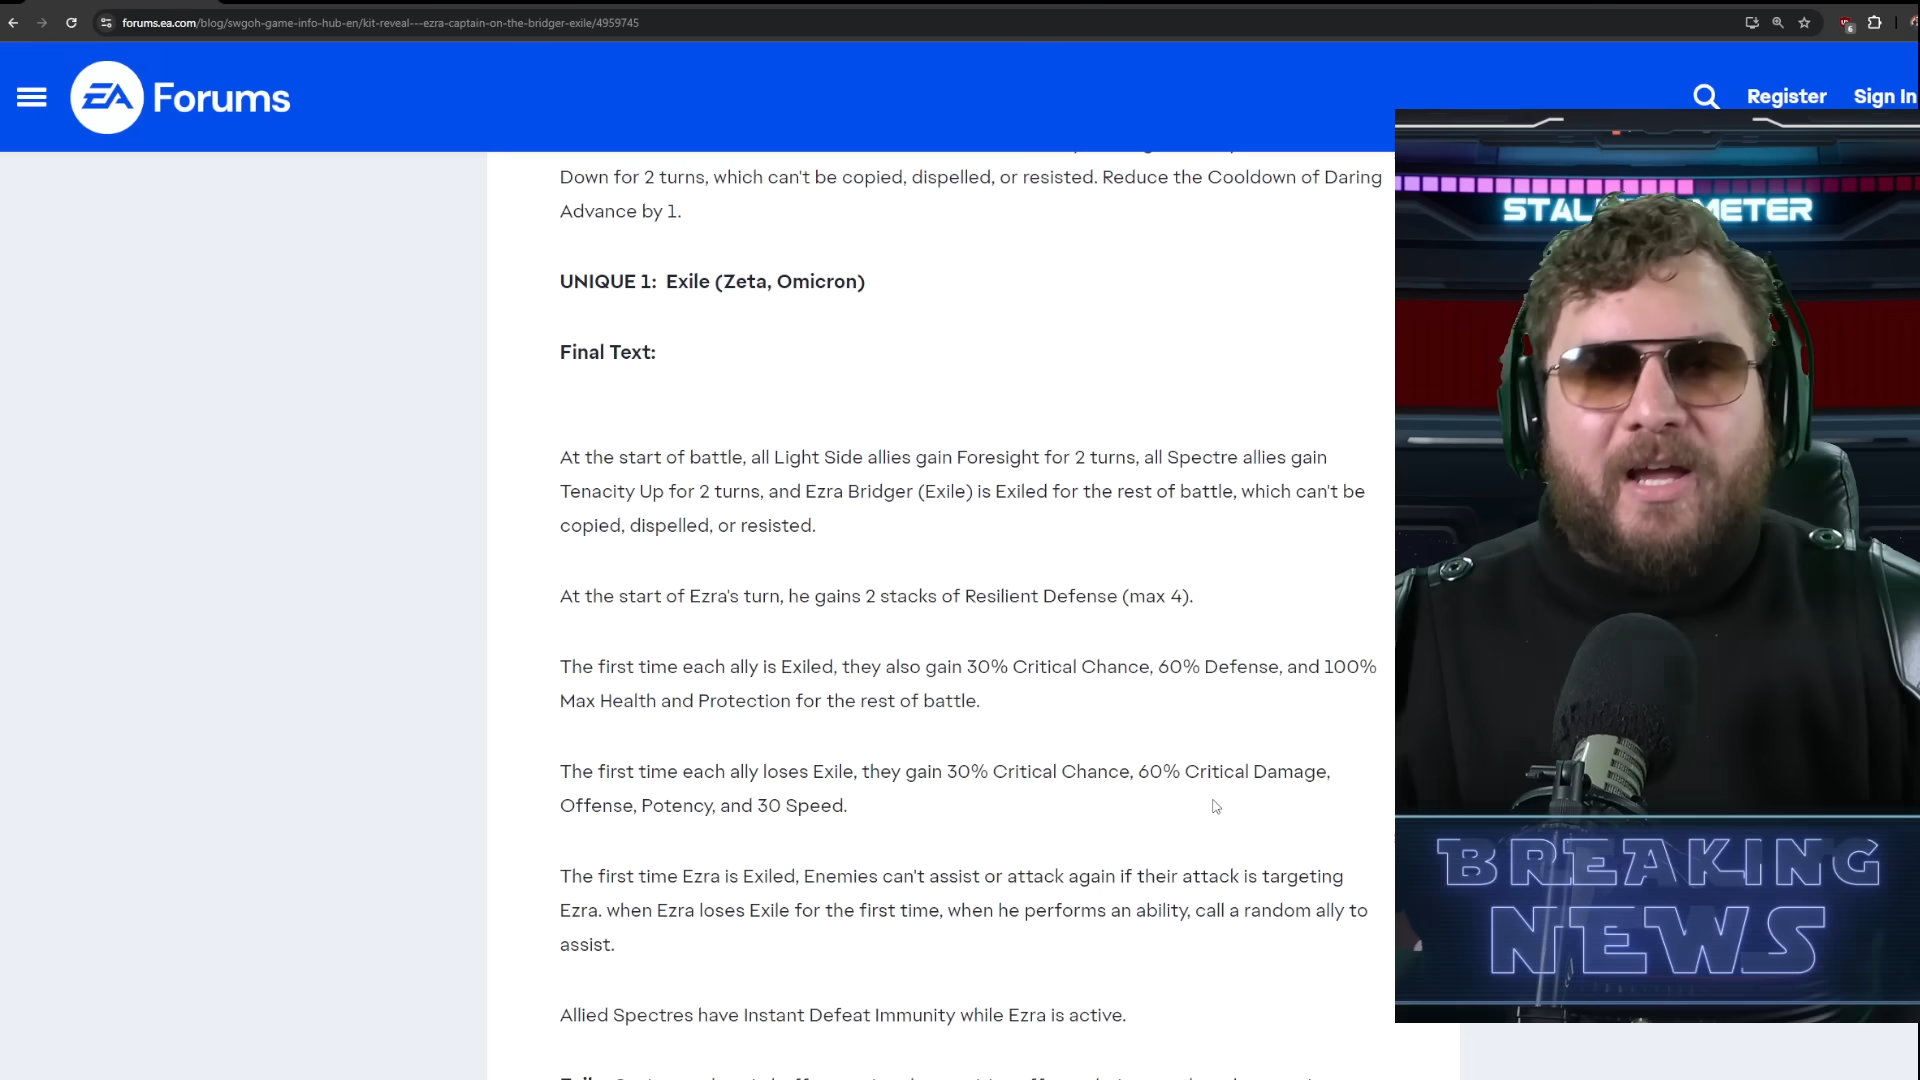 forums.ea.com/blog/swgoh-game-info-hub-en/kit-reveal---ezra-captain-on-the-bridger-exile/4959745
6
EA Forums
Register
Sign In
Down for 2 turns, which can't be copied, dispelled, or resisted. Reduce the Cooldown of Daring
Advance by 1.
UNIQUE 1: Exile (Zeta, Omicron)
Final Text:
At the start of battle, all Light Side allies gain Foresight for 2 turns, all Spectre allies gain
Tenacity Up for 2 turns, and Ezra Bridger (Exile) is Exiled for the rest of battle, which can't be
copied, dispelled, or resisted.
At the start of Ezra's turn, he gains 2 stacks of Resilient Defense (max 4).
The first time each ally is Exiled, they also gain 30% Critical Chance, 60% Defense, and 100%
Max Health and Protection for the rest of battle.
The first time each ally loses Exile, they gain 30% Critical Chance, 60% Critical Damage,
Offense, Potency, and 30 Speed.
The first time Ezra is Exiled, Enemies can't assist or attack again if their attack is targeting
Ezra. when Ezra loses Exile for the first time, when he performs an ability, call a random ally to
assist.
Allied Spectres have Instant Defeat Immunity while Ezra is active.
METER
BREAKING
NEWS